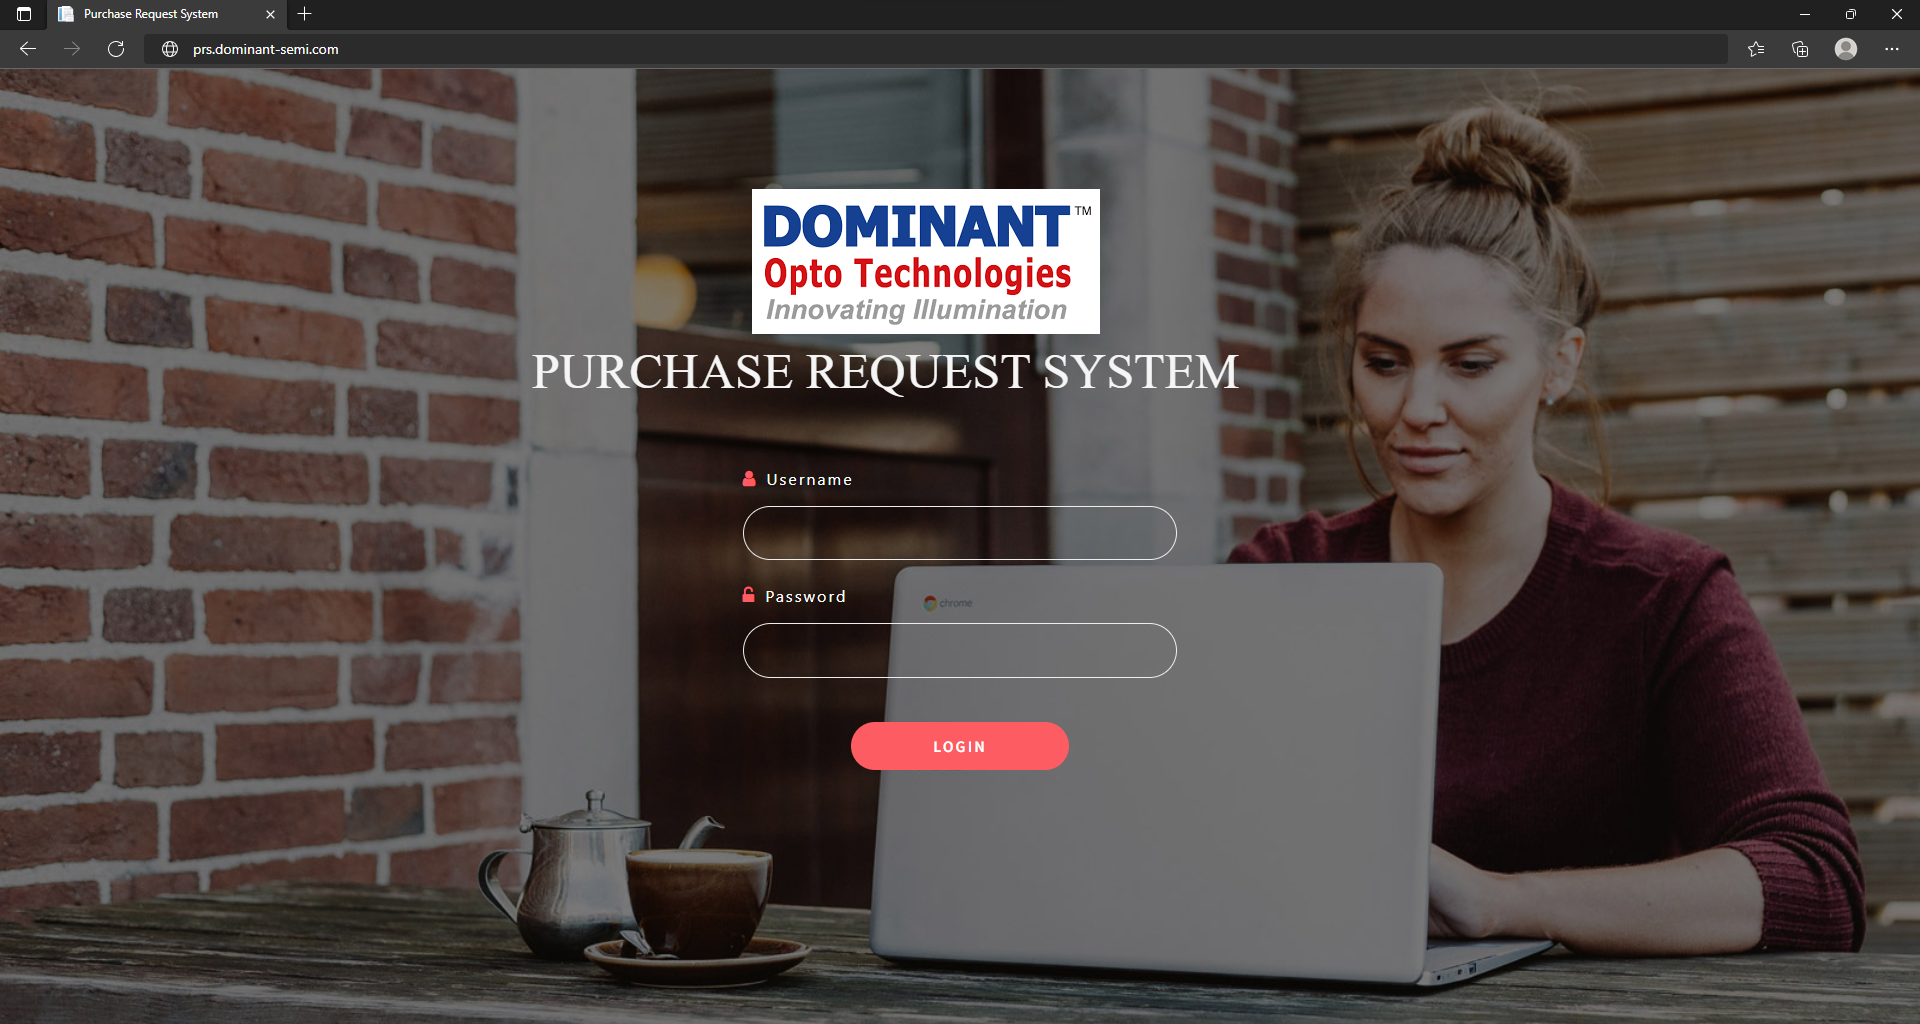 Purchase Request System
prs.dominant-semi.com
DOMINANT™
Opto Technologies
Innovating Illumination
PURCHASE REQUEST SYSTEM
Username
Password
chrome
LOGIN